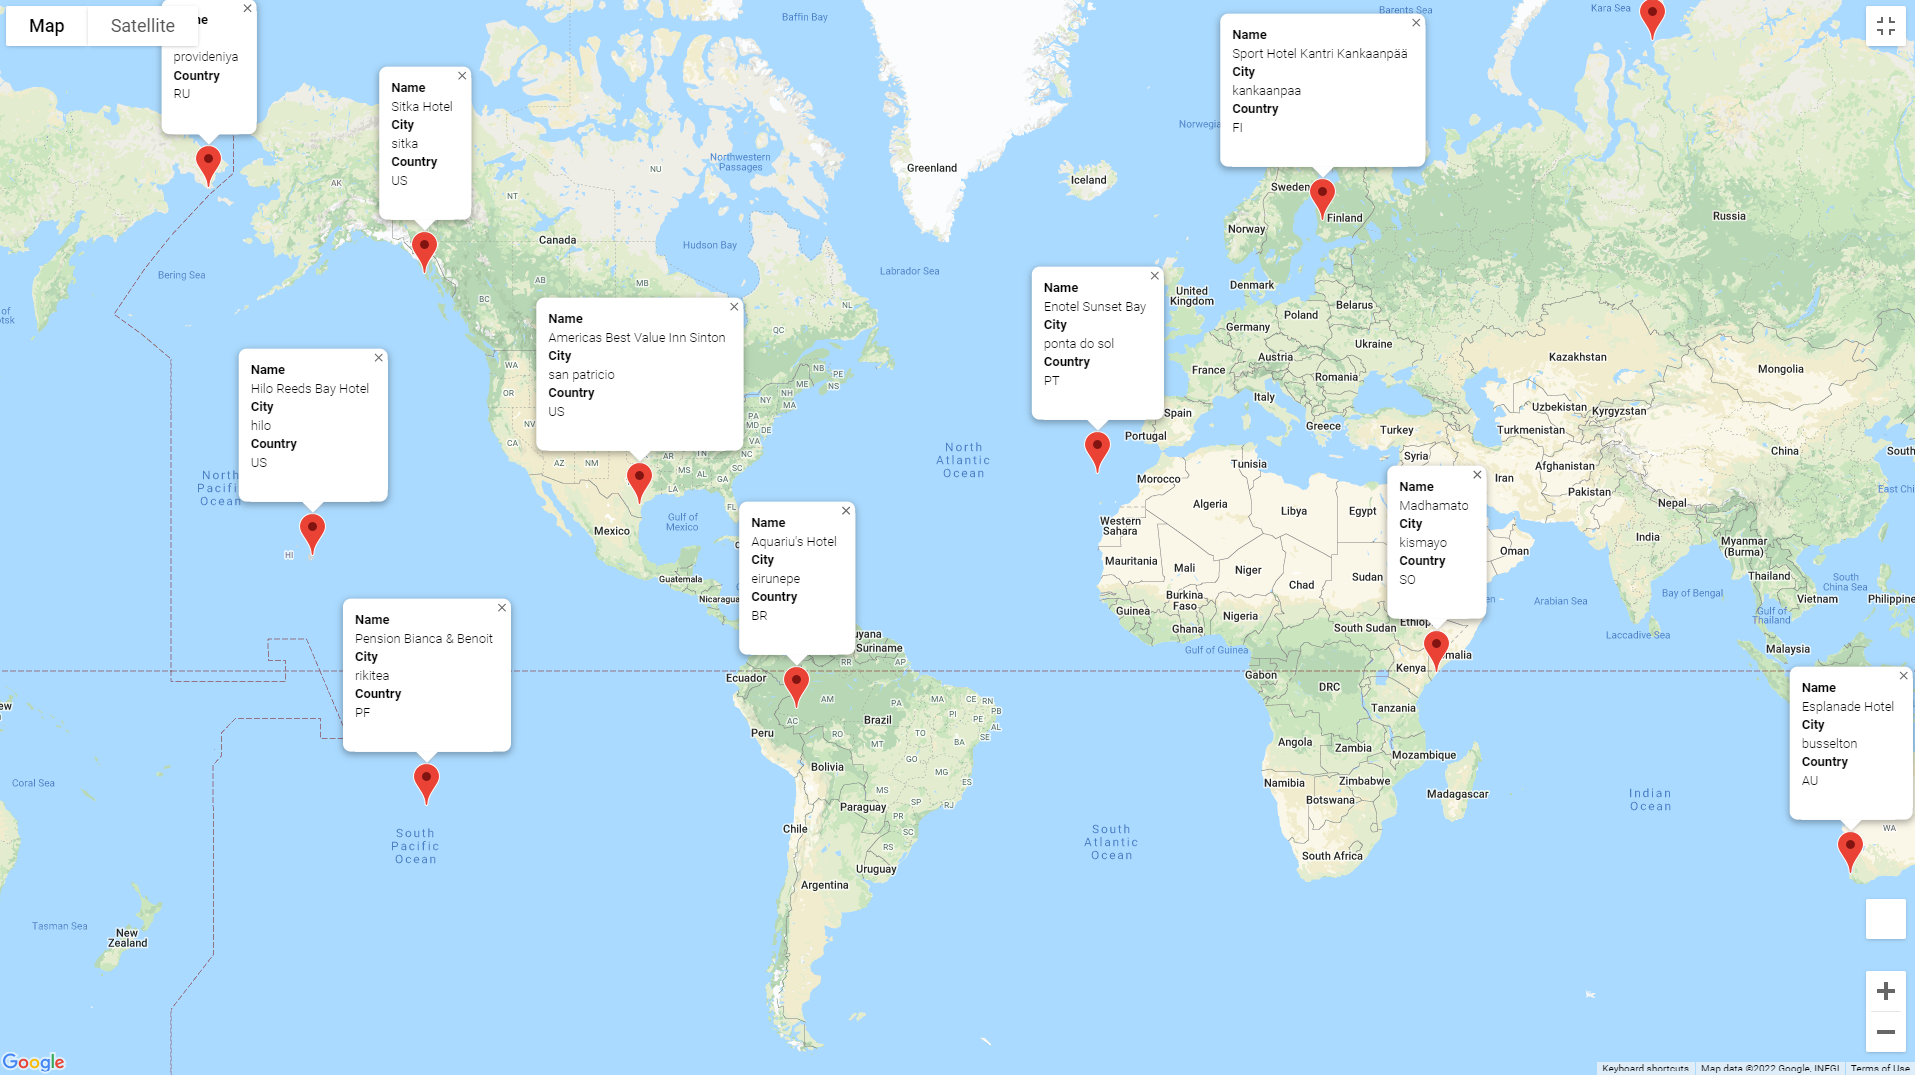 Map
Satellite
provideniya
Country
RU
Name
Sitka Hotel
City
sitka
Country
US
Name
Sport Hotel Kantri Kankaanpää
City
kankaanpaa
Country
FI
Name
Enotel Sunset Bay
City
ponta do sol
Country
PT
Name
Americas Best Value Inn Sinton
City
san patricio
Country
US
Name
Hilo Reeds Bay Hotel
City
hilo
Country
US
Name
Madhamato
City
kismayo
Country
SO
Name
Aquariu's Hotel
City
eirunepe
Country
BR
Name
Pension Bianca & Benoit
City
rikitea
Country
PF
Name
Esplanade Hotel
City
busselton
Country
AU
Baffin Bay
Barents Sea
Kara Sea
Northwestern
Passages
Greenland
Iceland
Sweden
Finland
Norway
Russia
AK
NT
NU
Canada
Hudson Bay
Labrador Sea
Bering Sea
BC
AB
MB
QC
NL
NB
PE
ME
NS
WA
OR
NV
CA
AZ
NM
NY
NH
MA
PA
MD
DE
VA
NC
AR
MS
AL
SC
GA
LA
FL
United
Kingdom
Denmark
Belarus
Poland
Germany
Ukraine
Austria
France
Romania
Italy
Spain
Portugal
Greece
Turkey
Kazakhstan
Mongolia
Uzbekistan
Kyrgyzstan
Turkmenistan
Syria
Afghanistan
Iran
Pakistan
China
Nepal
India
Myanmar
(Burma)
Thailand
Vietnam
Philippine
South
China Sea
Gulf of
Thailand
Bay of Bengal
Laccadive Sea
Arabian Sea
Malaysia
North
Pacific
Ocean
HI
North
Atlantic
Ocean
Gulf of
Mexico
Mexico
Guatemala
Nicaragua
Tunisia
Morocco
Algeria
Libya
Egypt
Western
Sahara
Mauritania
Mali
Niger
Chad
Sudan
Oman
Burkina
Faso
Guinea
Ghana
Nigeria
South Sudan
Gulf of Guinea
Gabon
DRC
Kenya
Tanzania
Angola
Zambia
Mozambique
Namibia
Zimbabwe
Botswana
Madagascar
South Africa
Suriname
Ecuador
RR
AP
AM
PA
MA
CE
RN
PB
PI
PE
AL
SE
AC
RO
TO
BA
MT
GO
MG
ES
MS
SP
RJ
PR
SC
RS
Brazil
Peru
Bolivia
Paraguay
Chile
Uruguay
Argentina
South
Pacific
Ocean
South
Atlantic
Ocean
Indian
Ocean
WA
Coral Sea
Tasman Sea
New
Zealand
Google
Keyboard shortcuts
Map data ©2022 Google, INEGI
Terms of Use